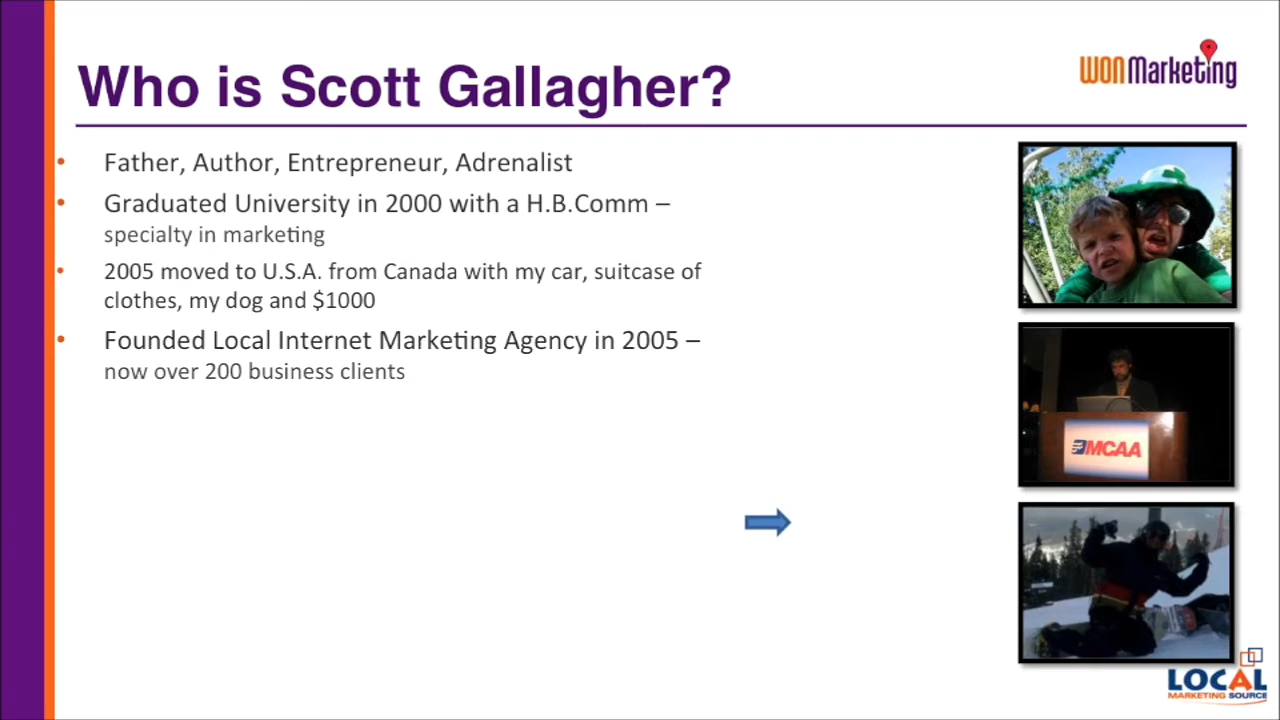 Who is Scott Gallagher?
WON Marketing
• Father, Author, Entrepreneur, Adrenalist
• Graduated University in 2000 with a H.B.Comm –
specialty in marketing
• 2005 moved to U.S.A. from Canada with my car, suitcase of
clothes, my dog and $1000
• Founded Local Internet Marketing Agency in 2005 –
now over 200 business clients
MCAA
LOCAL
MARKETING SOURCE